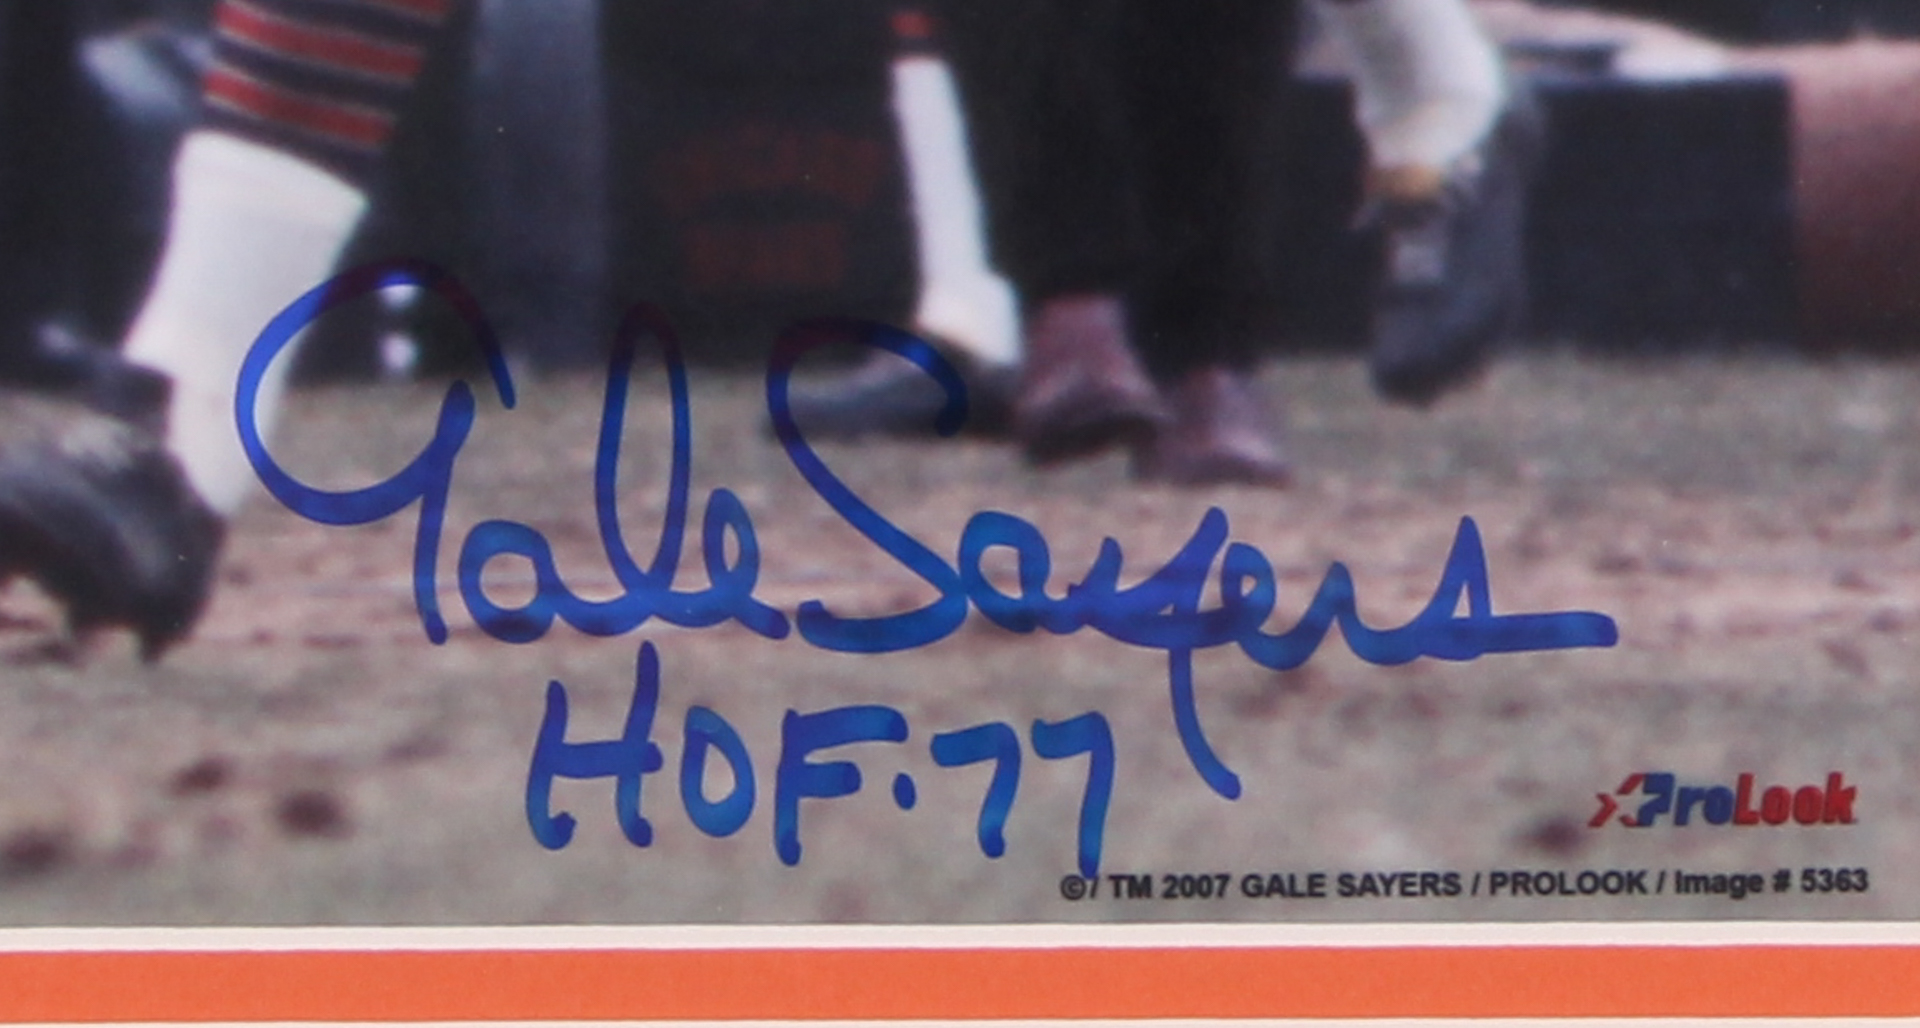 Gale Sayers
HOF.77
ProLook
©/ TM 2007 GALE SAYERS / PROLOOK / Image # 5363